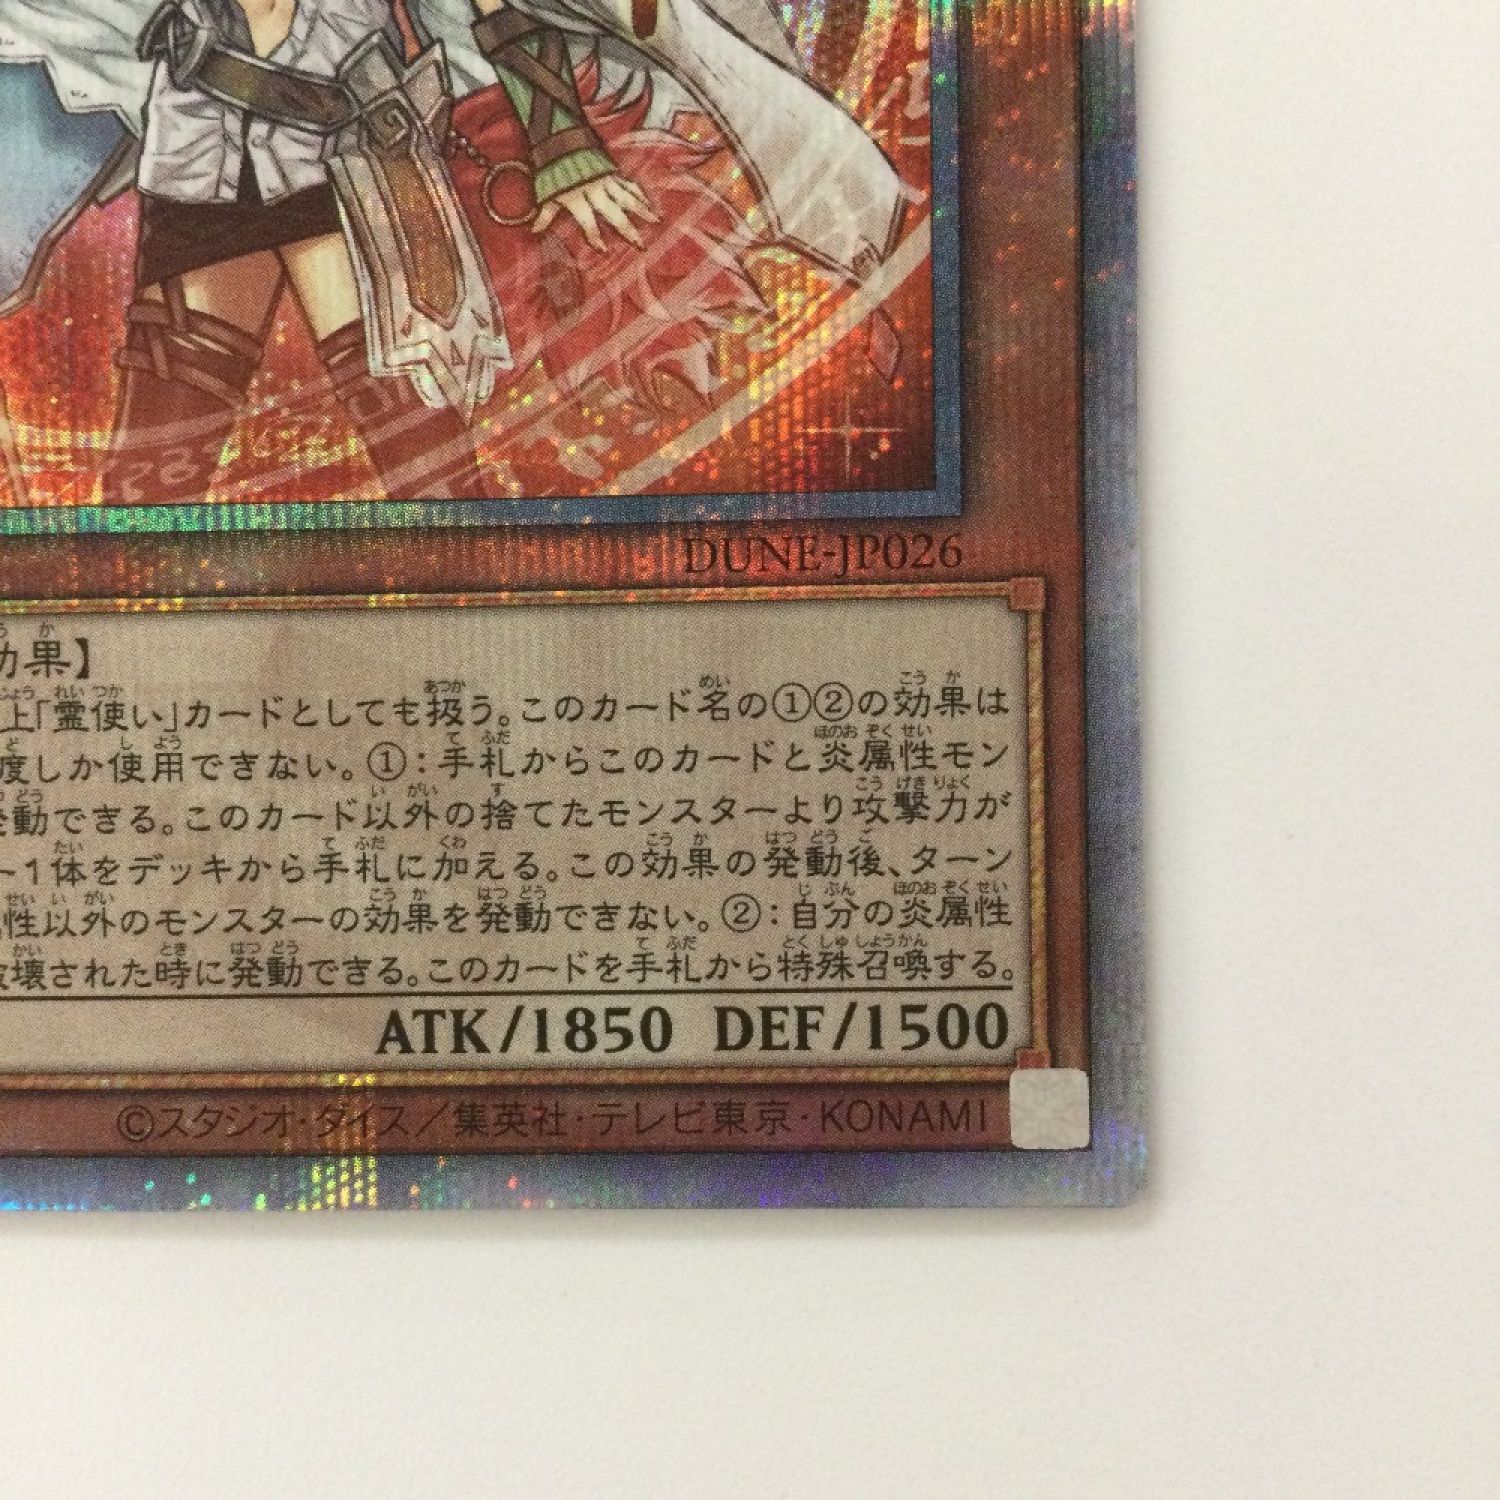 DUNE-JP026
効果】
上「霊使い」カードとしても扱う。このカード名の①②の効果は
度しか使用できない。①:手札からこのカードと炎属性モン
発動できる。このカード以外の捨てたモンスターより攻撃力が
ー1体をデッキから手札に加える。この効果の発動後、ターン
性以外のモンスターの効果を発動できない。②:自分の炎属性
破壊された時に発動できる。このカードを手札から特殊召喚する。
ATK/1850 DEF/1500
©スタジオ・ダイス/集英社・テレビ東京・KONAMI